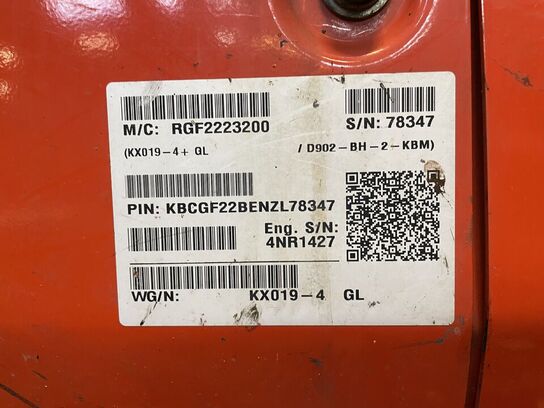 M/C: RGF2223200 S/N: 78347
(KX019-4+ GL / D902-BH-2-KBM)
PIN: KBCGF22BENZL78347
Eng. S/N:
4NR1427
WG/N: KX019-4 GL